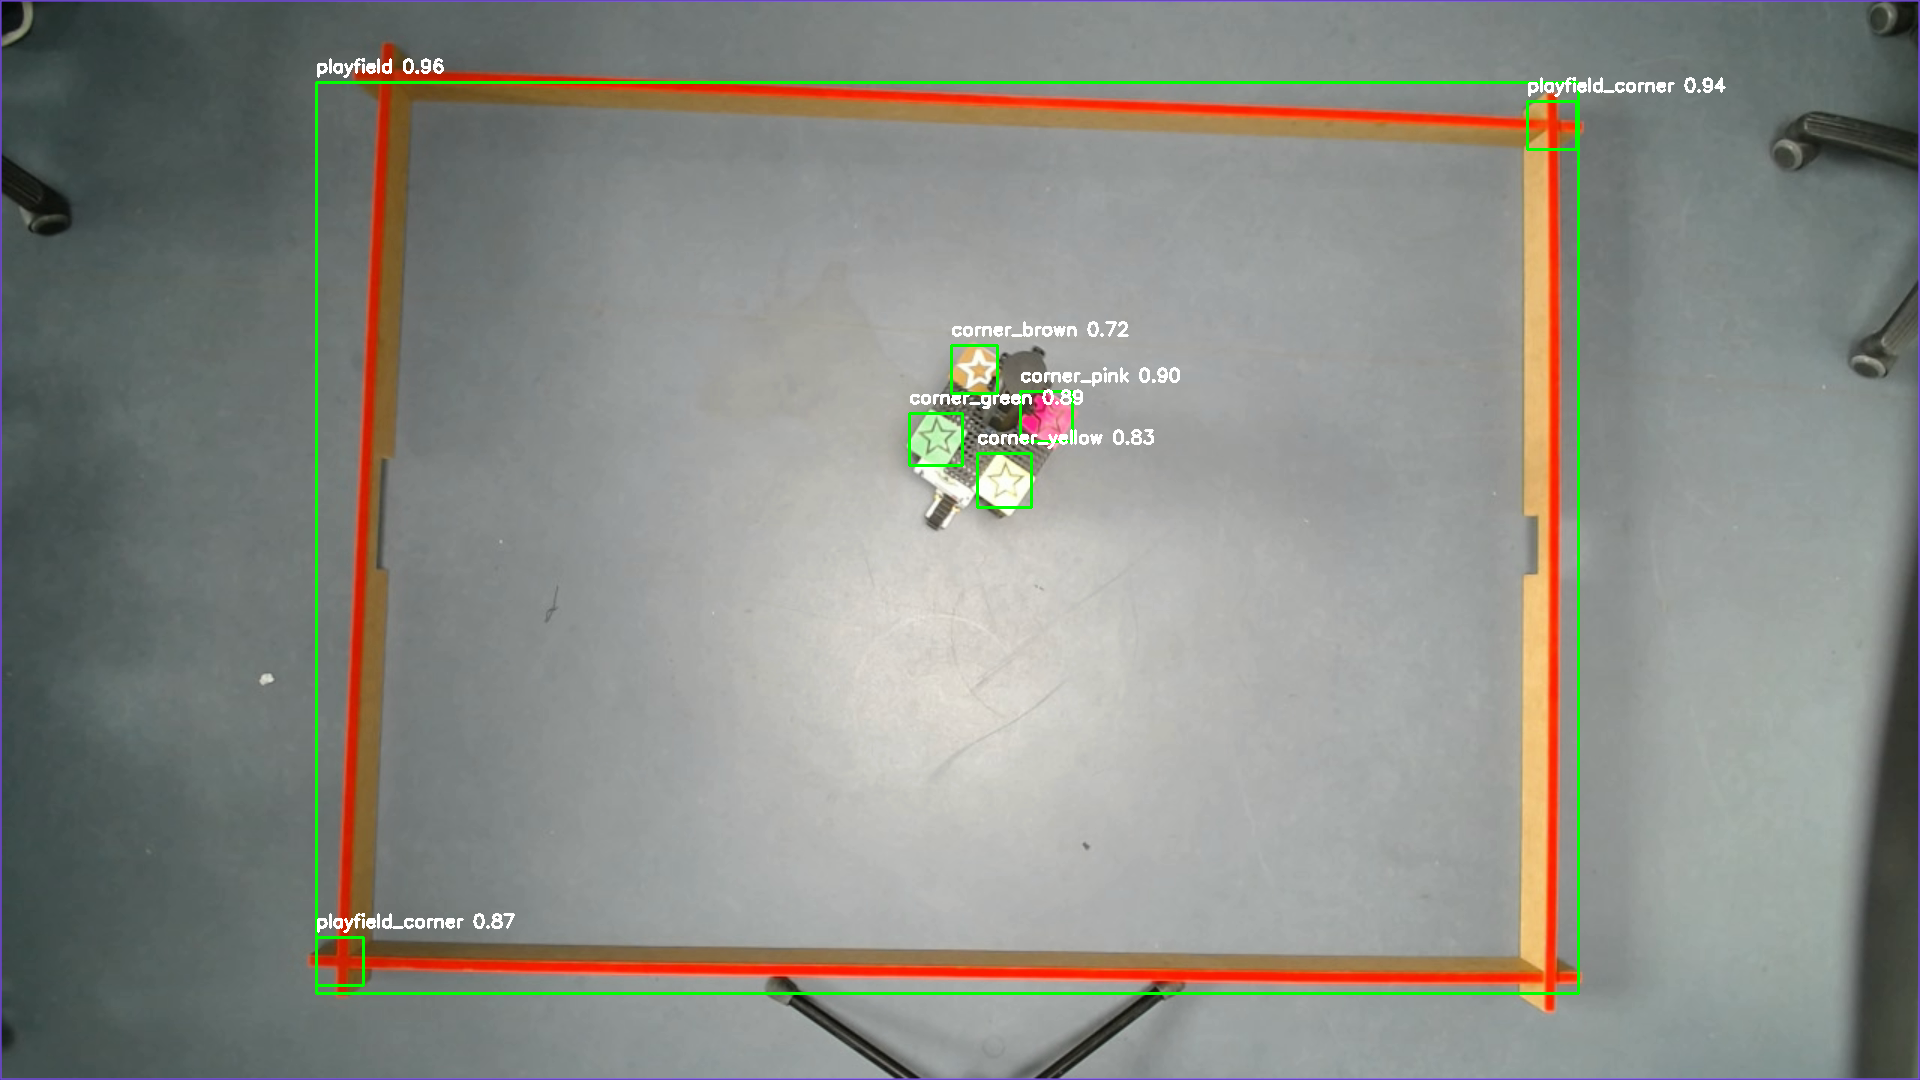 playfield 0.96
playfield_corner 0.94
corner_brown 0.72
corner_pink 0.90
corner_green 0.89
corner_yellow 0.83
playfield_corner 0.87